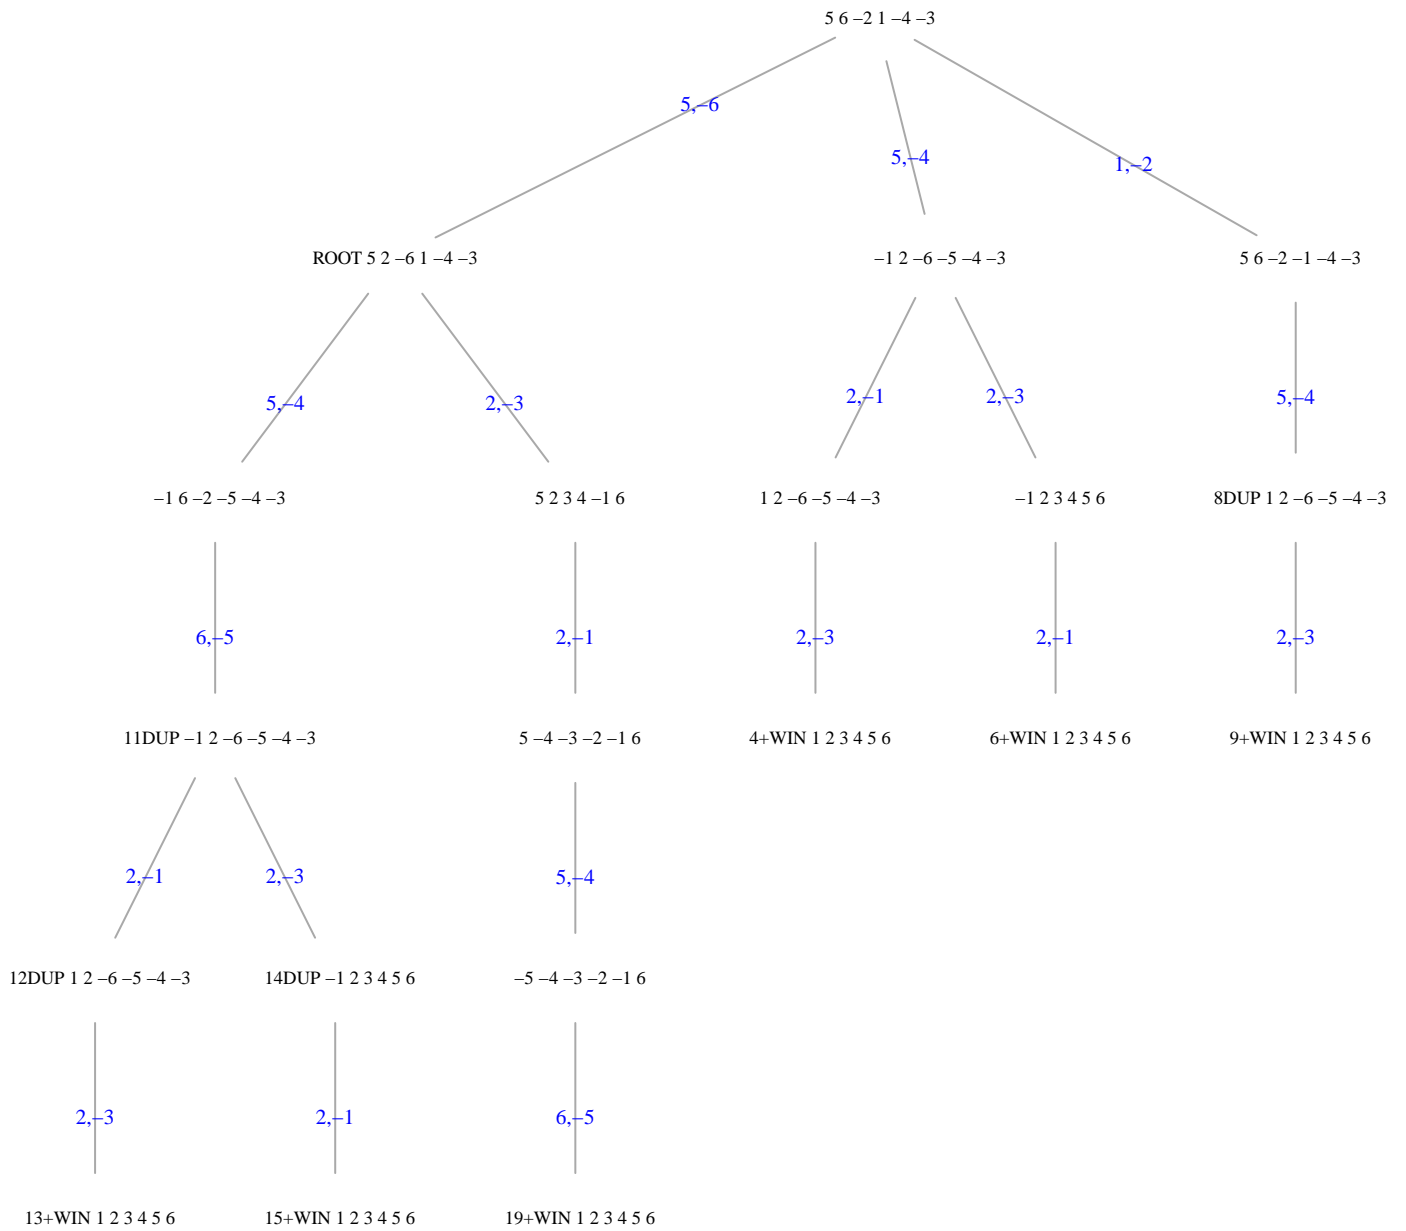 5 6 −2 1 −4 −3
5,−6
5,−4
1,−2
ROOT 5 2 −6 1 −4 −3
−1 2 −6 −5 −4 −3
5 6 −2 −1 −4 −3
5,−4
2,−3
2,−1
2,−3
5,−4
−1 6 −2 −5 −4 −3
5 2 3 4 −1 6
1 2 −6 −5 −4 −3
−1 2 3 4 5 6
8DUP 1 2 −6 −5 −4 −3
6,−5
2,−1
2,−3
2,−1
2,−3
11DUP −1 2 −6 −5 −4 −3
5 −4 −3 −2 −1 6
4+WIN 1 2 3 4 5 6
6+WIN 1 2 3 4 5 6
9+WIN 1 2 3 4 5 6
2,−1
2,−3
5,−4
12DUP 1 2 −6 −5 −4 −3
14DUP −1 2 3 4 5 6
−5 −4 −3 −2 −1 6
2,−3
2,−1
6,−5
13+WIN 1 2 3 4 5 6
15+WIN 1 2 3 4 5 6
19+WIN 1 2 3 4 5 6